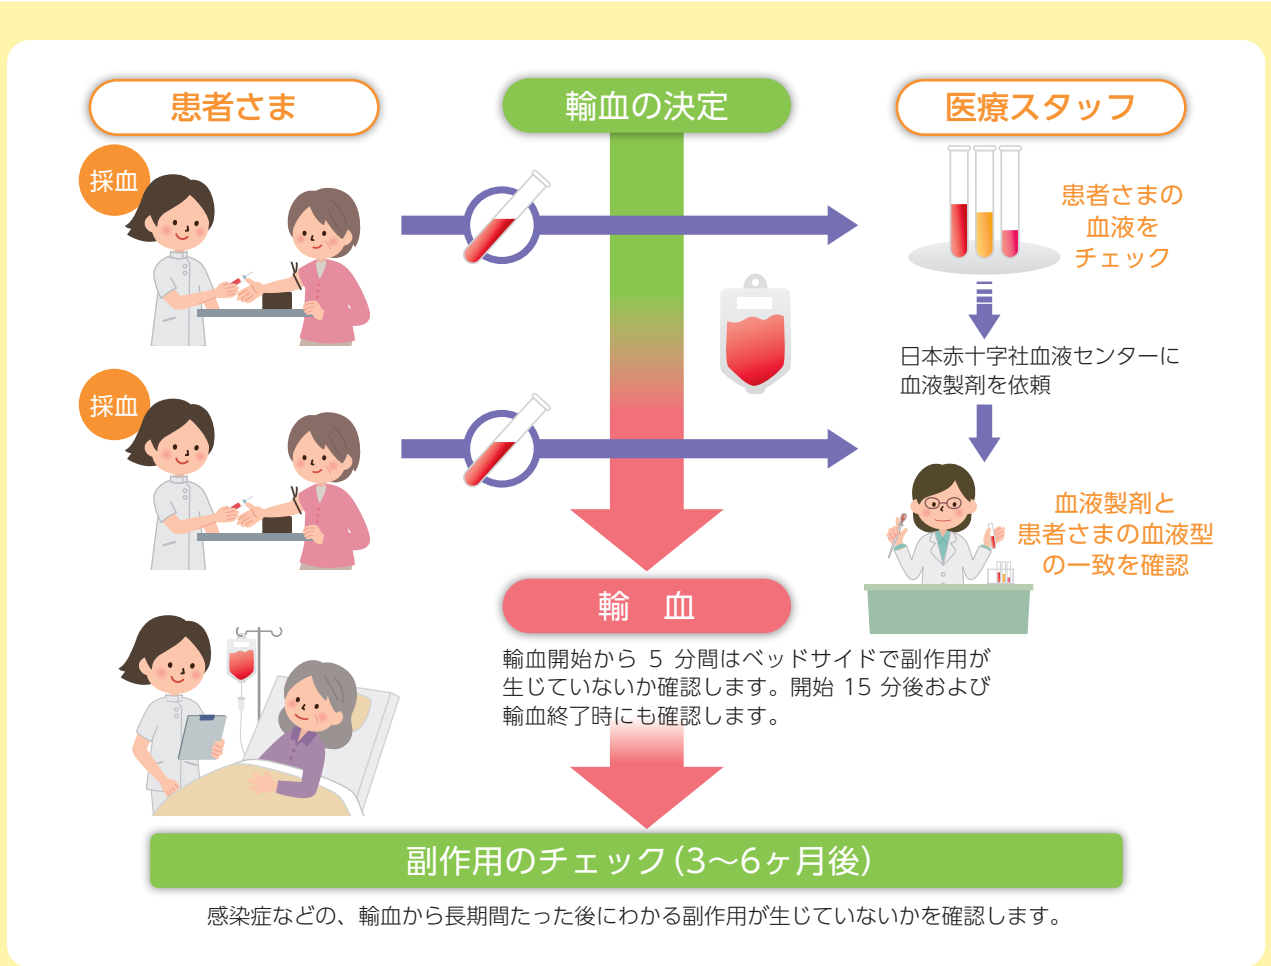 患者さま
輸血の決定
医療スタッフ
採血
患者さまの
血液を
チェック
日本赤十字社血液センターに
血液製剤を依頼
採血
血液製剤と
患者さまの血液型
の一致を確認
輸　血
輸血開始から 5 分間はベッドサイドで副作用が
生じていないか確認します。開始 15 分後および
輸血終了時にも確認します。
副作用のチェック(3〜6ヶ月後)
感染症などの、輸血から長期間たった後にわかる副作用が生じていないかを確認します。